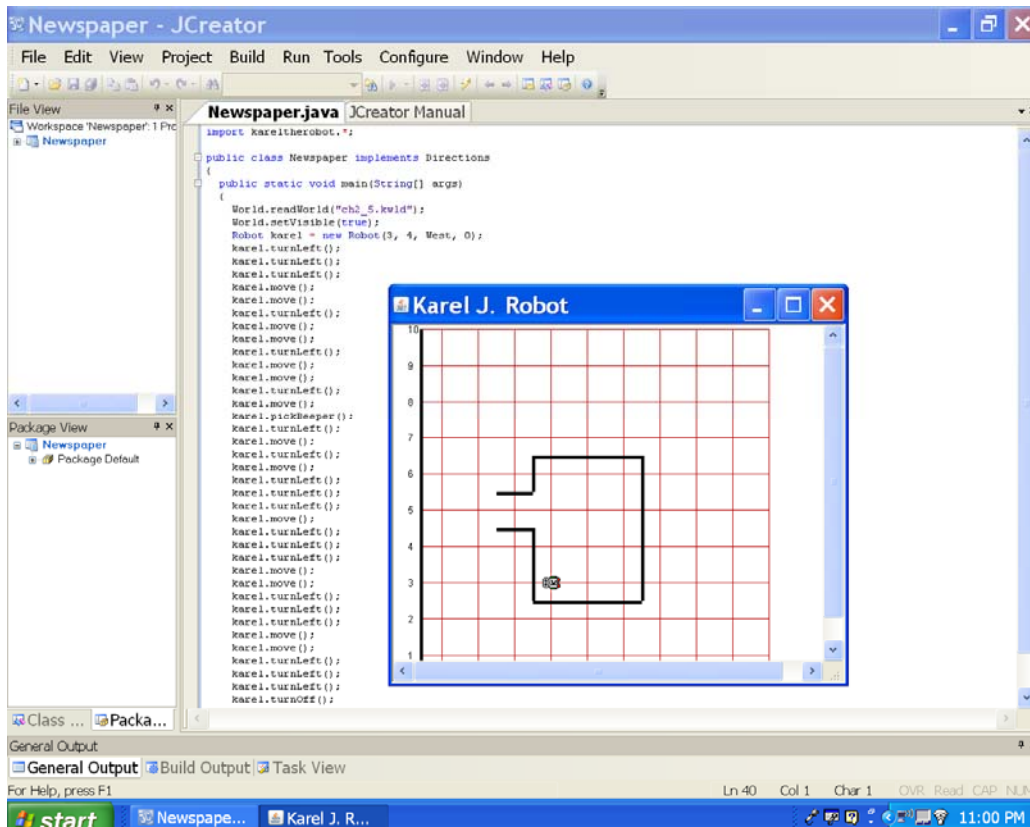 Newspaper - JCreator
File Edit View Project Build Run Tools Configure Window Help
File View
Workspace 'Newspaper': 1 Prc
Newspaper
Package View
Newspaper
Package Default
Class ... Packa...
Newspaper.java JCreator Manual
import kareltherobot.*;
public class Newspaper implements Directions
{
public static void main(String[] args)
{
World.readWorld("ch2_5.kwld");
World.setVisible(true);
Robot karel = new Robot(3, 4, West, 0);
karel.turnLeft();
karel.turnLeft();
karel.turnLeft();
karel.move();
karel.move();
karel.turnLeft();
karel.move();
karel.move();
karel.turnLeft();
karel.move();
karel.move();
karel.turnLeft();
karel.move();
karel.pickBeeper();
karel.turnLeft();
karel.move();
karel.turnLeft();
karel.move();
karel.turnLeft();
karel.turnLeft();
karel.turnLeft();
karel.move();
karel.turnLeft();
karel.turnLeft();
karel.turnLeft();
karel.move();
karel.move();
karel.turnLeft();
karel.turnLeft();
karel.turnLeft();
karel.move();
karel.move();
karel.turnLeft();
karel.turnLeft();
karel.turnLeft();
karel.turnOff();
Karel J. Robot
10
9
8
7
6
5
4
3
2
1
General Output
General Output Build Output Task View
For Help, press F1
Ln 40 Col 1 Char 1 OVR Read CAP NUM
start Newspape... Karel J. R... 11:00 PM